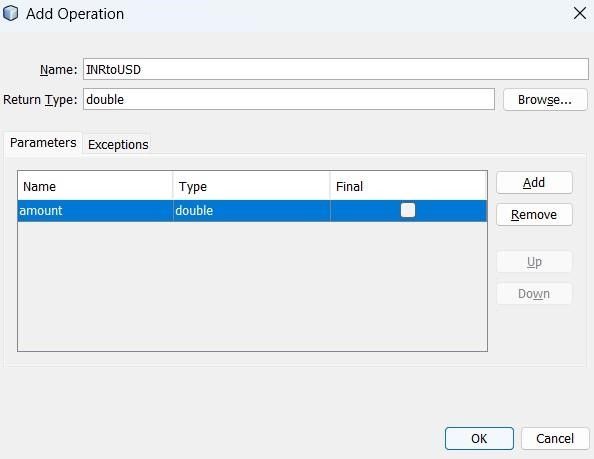 Add Operation
Name: INRtoUSD
Return Type: double Browse...
Parameters Exceptions
Name Type Final Add
amount double Remove
Up
Down
OK Cancel